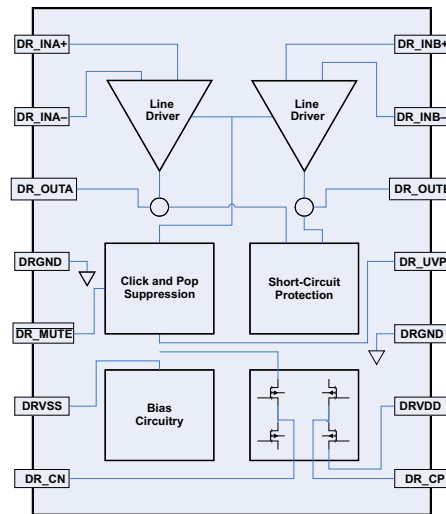 DR_INA+
DR_INB+
Line
Driver
Line
Driver
DR_INA–
DR_INB–
DR_OUTA
DR_OUTB
DRGND
Click and Pop
Suppression
Short-Circuit
Protection
DR_UVP
DR_MUTE
DRGND
DRVSS
Bias
Circuitry
DRVDD
DR_CN
DR_CP